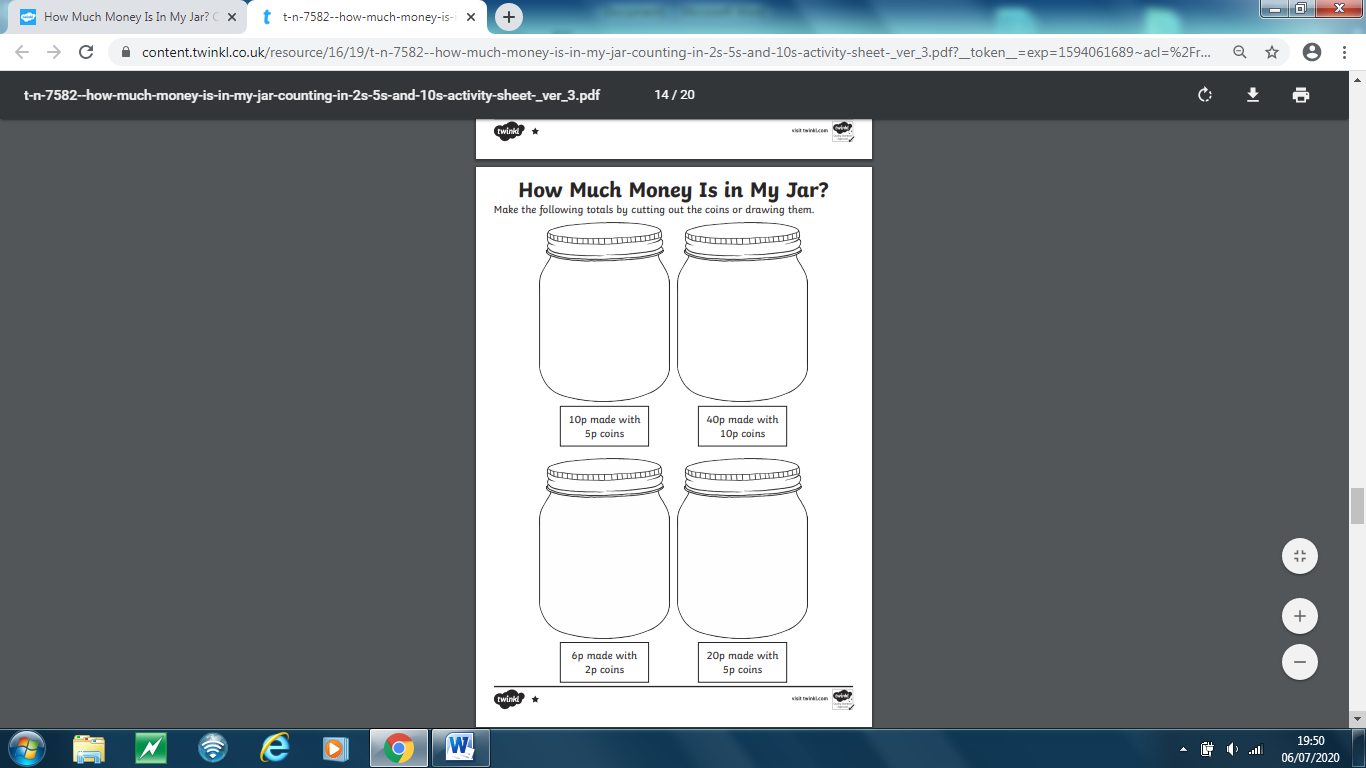 How Much Money Is In My Jar? C
t-n-7582--how-much-money-is-
content.twinkl.co.uk/resource/16/19/t-n-7582--how-much-money-is-in-my-jar-counting-in-2s-5s-and-10s-activity-sheet-_ver_3.pdf?__token__=exp=1594061689~acl=%2Fr...
t-n-7582--how-much-money-is-in-my-jar-counting-in-2s-5s-and-10s-activity-sheet-_ver_3.pdf 14 / 20
twinkl visit twinkl.com twinkl
How Much Money Is in My Jar?
Make the following totals by cutting out the coins or drawing them.
10p made with
5p coins
40p made with
10p coins
6p made with
2p coins
20p made with
5p coins
twinkl visit twinkl.com twinkl
19:50
06/07/2020